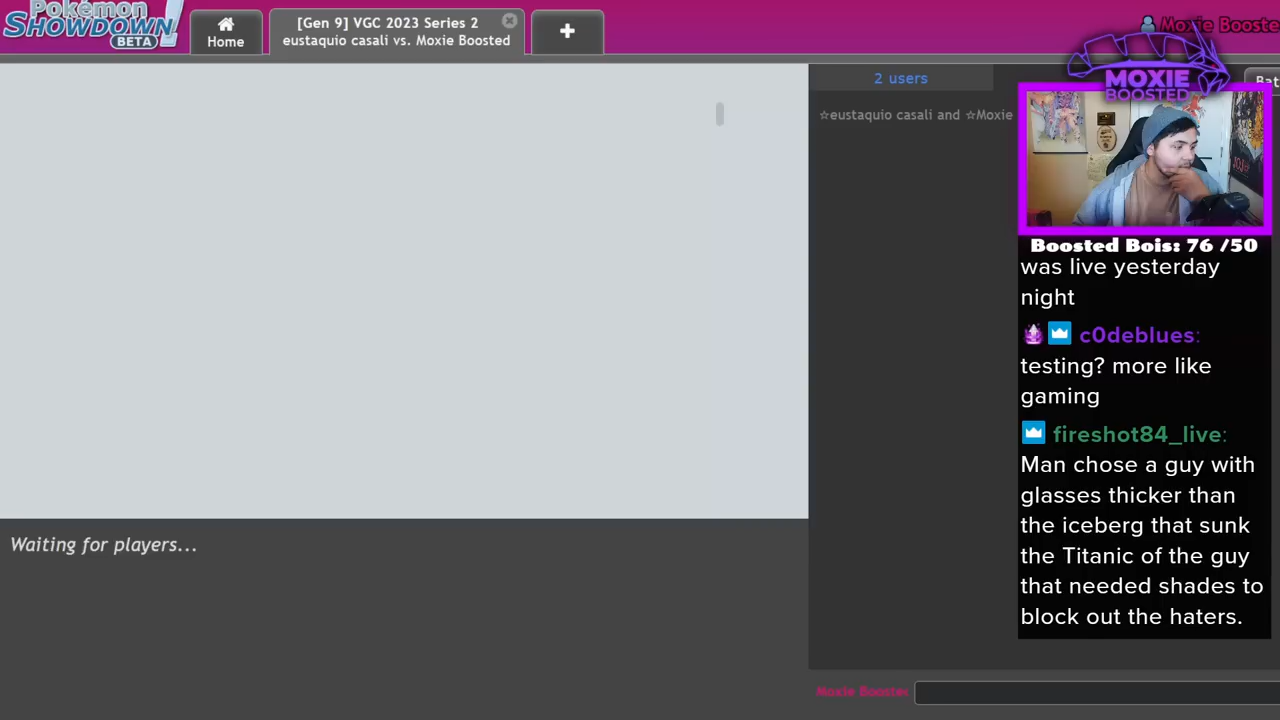 Pokémon
SHOWDOWN!
BETA
Home
[Gen 9] VGC 2023 Series 2
eustaquio casali vs. Moxie Boosted
+
Moxie Booste
2 users
Bat
☆eustaquio casali and ☆Moxie
MOXIE
BOOSTED
Boosted Bois: 76 /50
was live yesterday
night
c0deblues:
testing? more like
gaming
fireshot84_live:
Man chose a guy with
glasses thicker than
the iceberg that sunk
the Titanic of the guy
that needed shades to
block out the haters.
Waiting for players...
Moxie Boosted